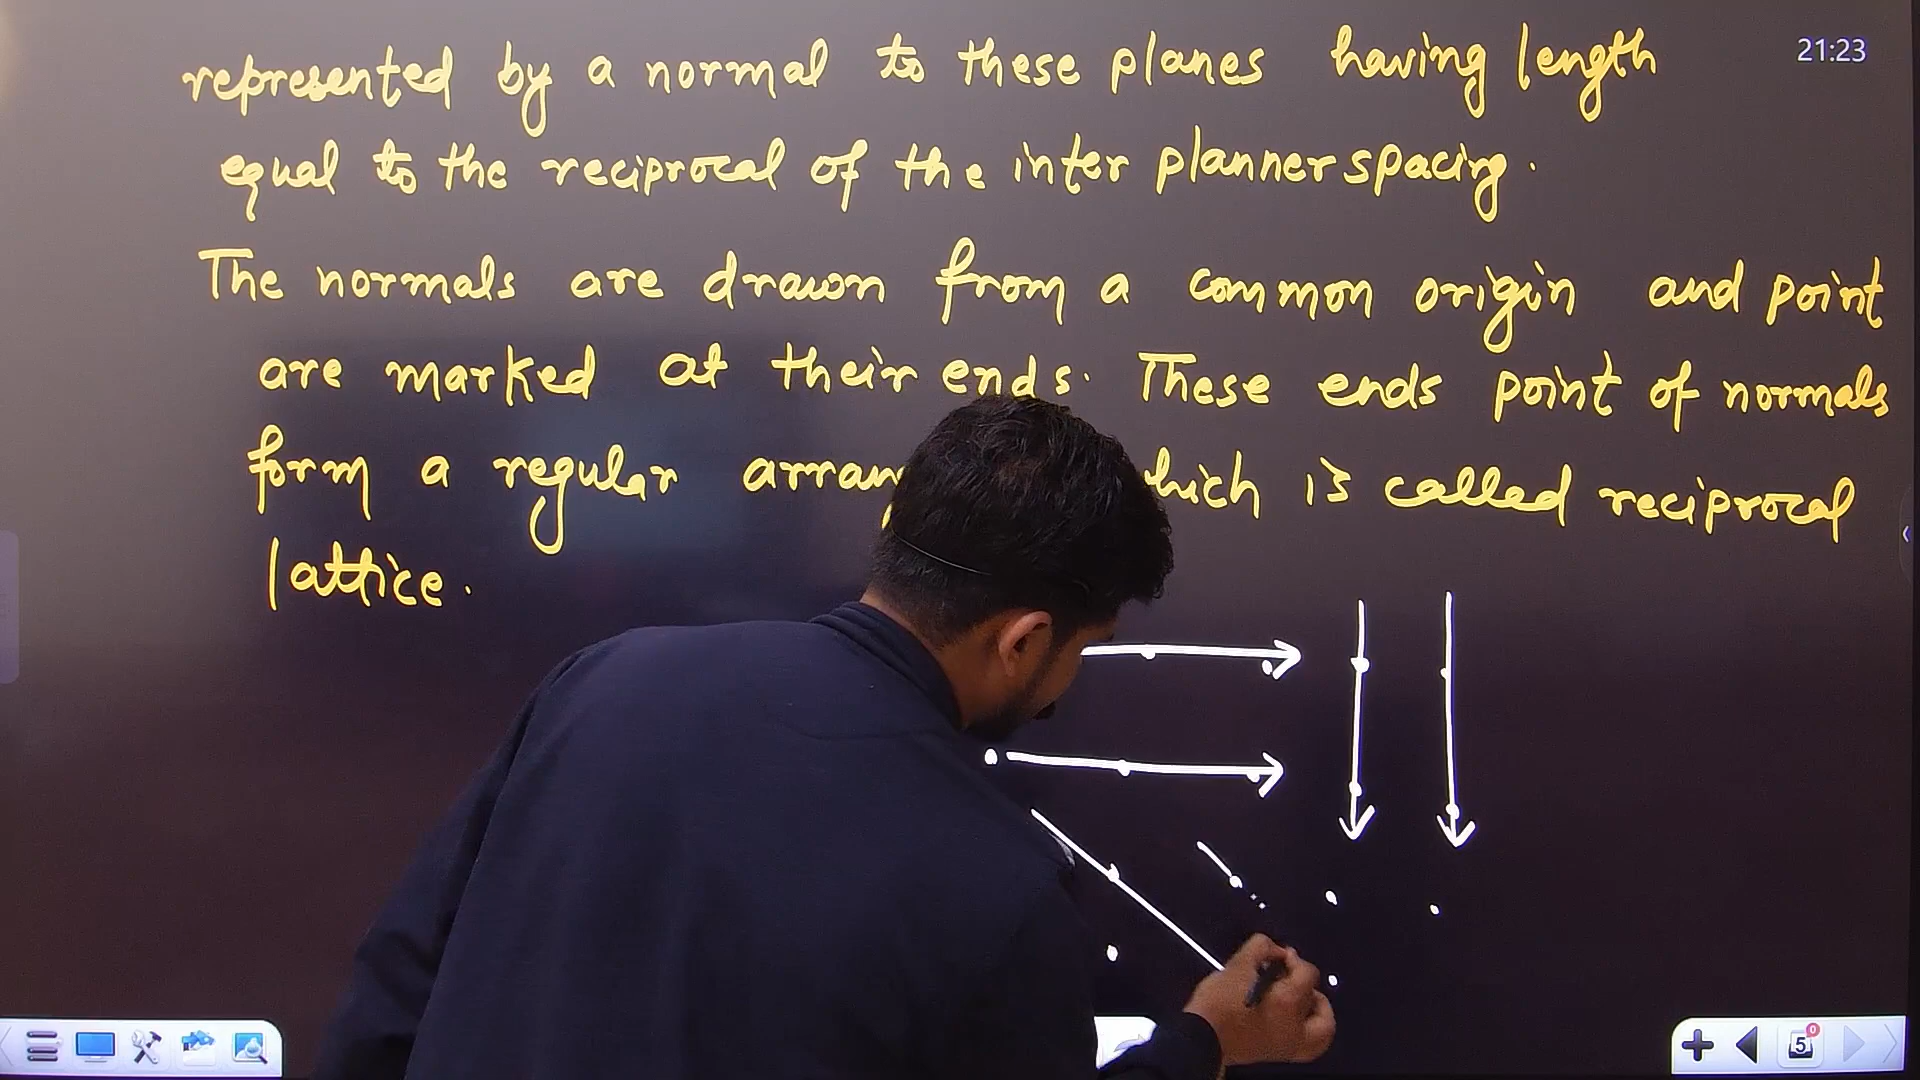 represented by a normal to these planes having length
21:23
equal to the reciprocal of the inter planner spacing.
The normals are drawn from a common origin and point
are marked at their ends. These ends point of normals
form a regular which is called reciprocal
lattice.
5
0